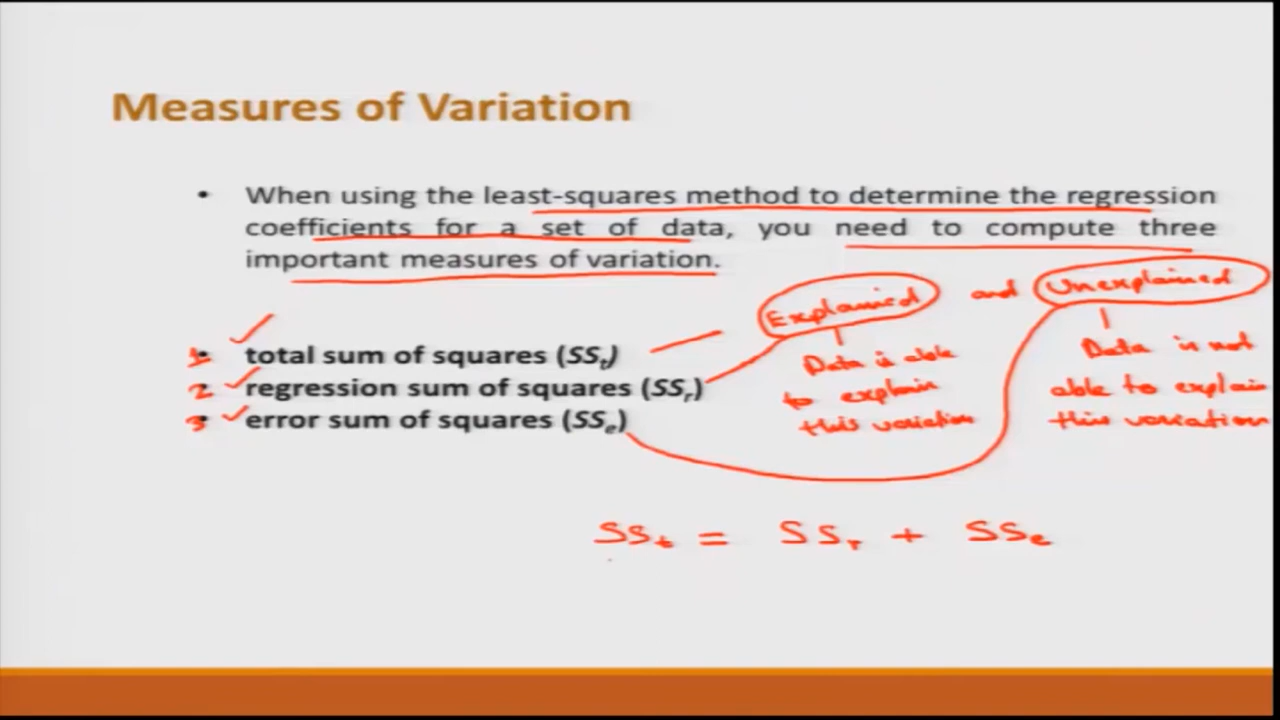 Measures of Variation
• When using the least-squares method to determine the regression
coefficients for a set of data, you need to compute three
important measures of variation.
Explained and Unexplained
1 • total sum of squares (SSt)
2 • regression sum of squares (SSr)
3 • error sum of squares (SSe)
Data is able
to explain
this variation
Data is not
able to explain
this variation
SSt = SSr + SSe